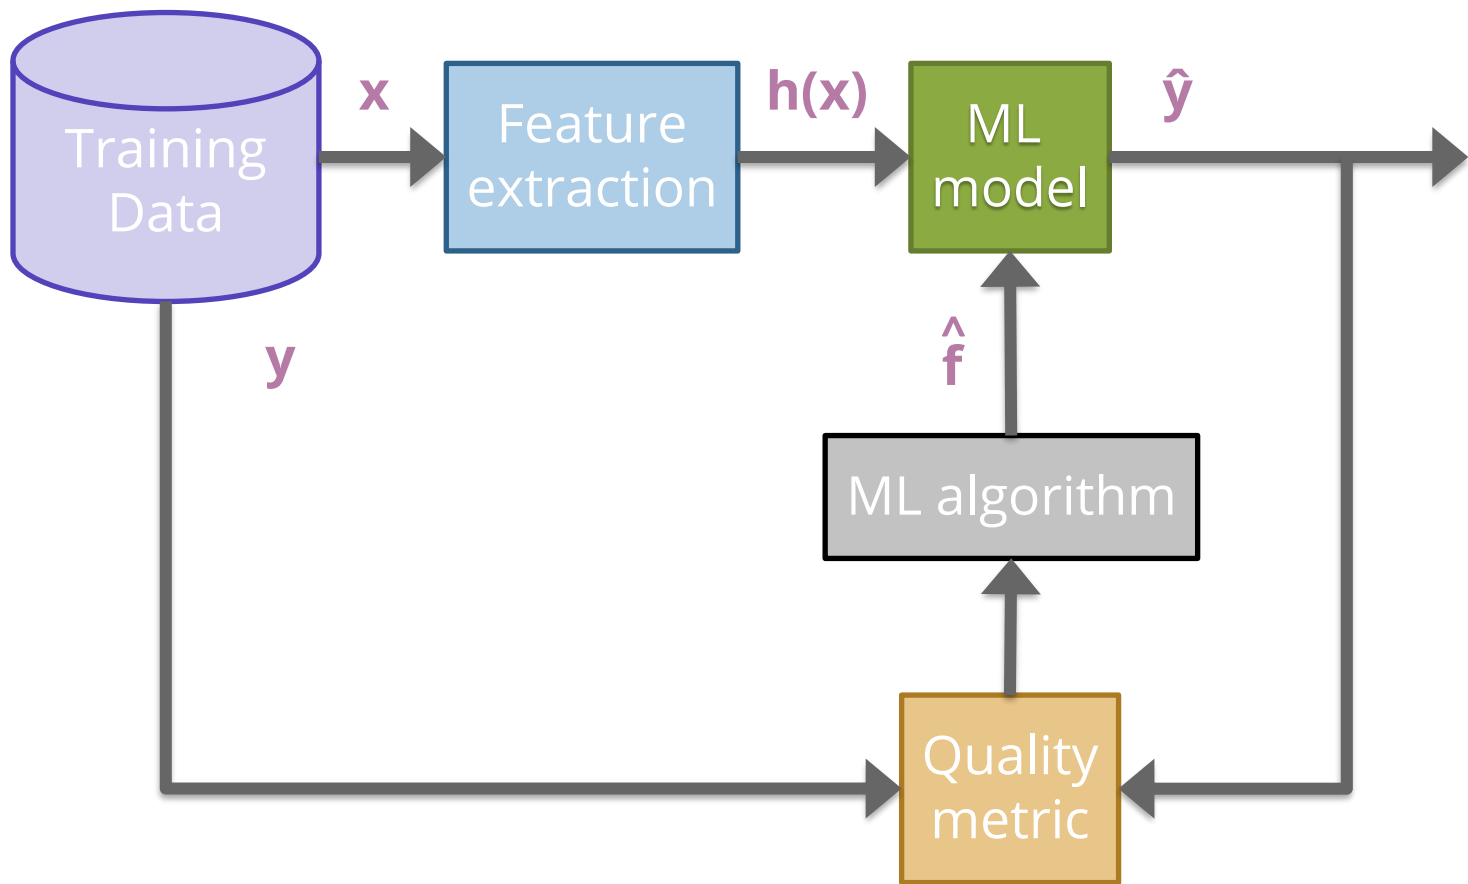 Training
Data
x
Feature
extraction
h(x)
ML
model
ŷ
y
f̂
ML algorithm
Quality
metric